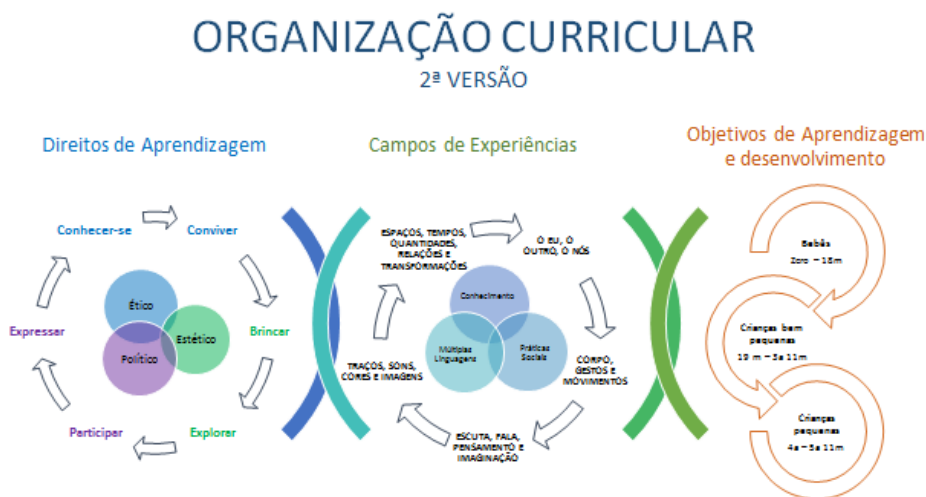 ORGANIZAÇÃO CURRICULAR
2ª VERSÃO
Direitos de Aprendizagem
Conhecer-se
Conviver
Brincar
Explorar
Participar
Expressar
Ético
Estético
Político
Campos de Experiências
ESPAÇOS, TEMPOS,
QUANTIDADES,
RELAÇÕES E
TRANSFORMAÇÕES
O EU, O
OUTRO, O NÓS
CORPO,
GESTOS E
MOVIMENTOS
ESCUTA, FALA,
PENSAMENTO E
IMAGINAÇÃO
TRAÇOS, SONS,
CORES E IMAGENS
Conhecimento
Múltiplas
Linguagens
Práticas
Sociais
Objetivos de Aprendizagem
e desenvolvimento
Bebês
Zero – 18m
Crianças bem
pequenas
19 m – 3a 11m
Crianças
pequenas
4a – 5a 11m